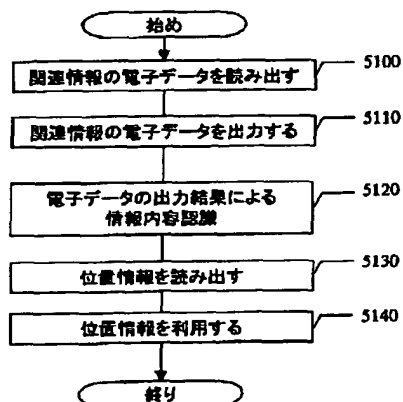 始め
関連情報の電子データを読み出す
5100
関連情報の電子データを出力する
5110
電子データの出力結果による
情報内容認識
5120
位置情報を読み出す
5130
位置情報を利用する
5140
終り